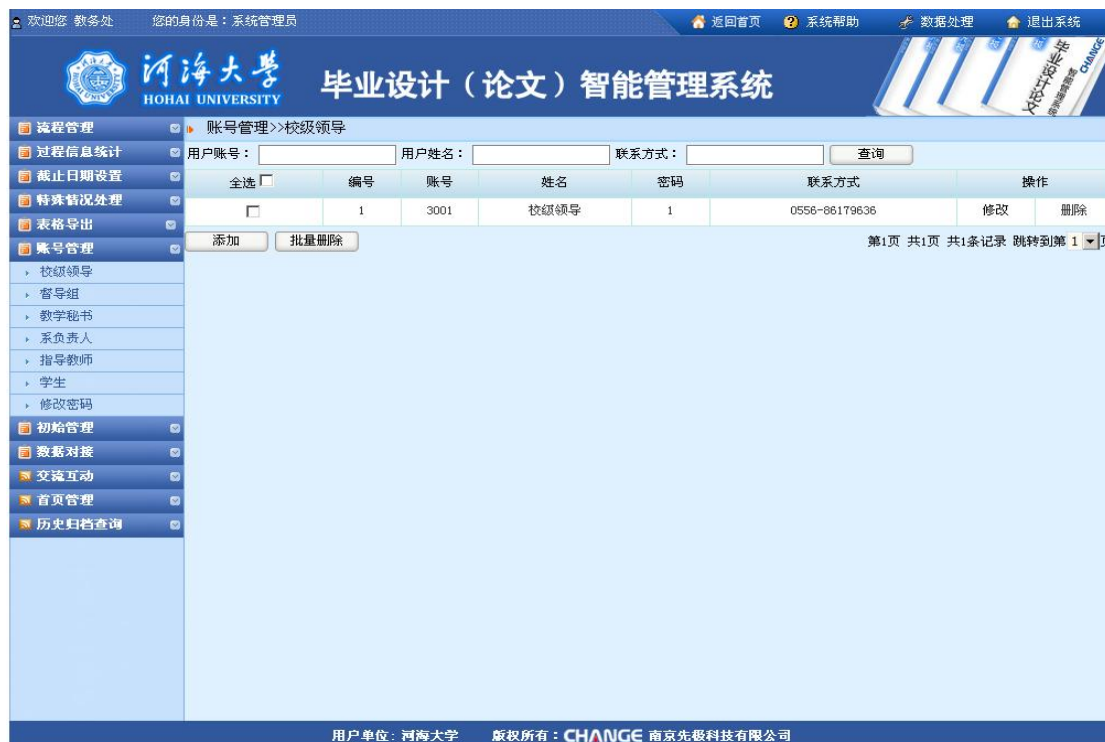 欢迎您 教务处 您的身份是：系统管理员 返回首页 系统帮助 数据处理 退出系统
河海大学
HOHAI UNIVERSITY
毕业设计（论文）智能管理系统
毕业设计论文
智能管理系统
CHANGE
流程管理
过程信息统计
截止日期设置
特殊情况处理
表格导出
账号管理
校级领导
督导组
教学秘书
系负责人
指导教师
学生
修改密码
初始管理
数据对接
交流互动
首页管理
历史归档查询
账号管理>>校级领导
用户账号： 用户姓名： 联系方式： 查询
全选 编号 账号 姓名 密码 联系方式 操作
1 3001 校级领导 1 0556-86179636 修改 删除
添加 批量删除 第1页 共1页 共1条记录 跳转到第 1
用户单位：河海大学 版权所有：CHANGE 南京先极科技有限公司